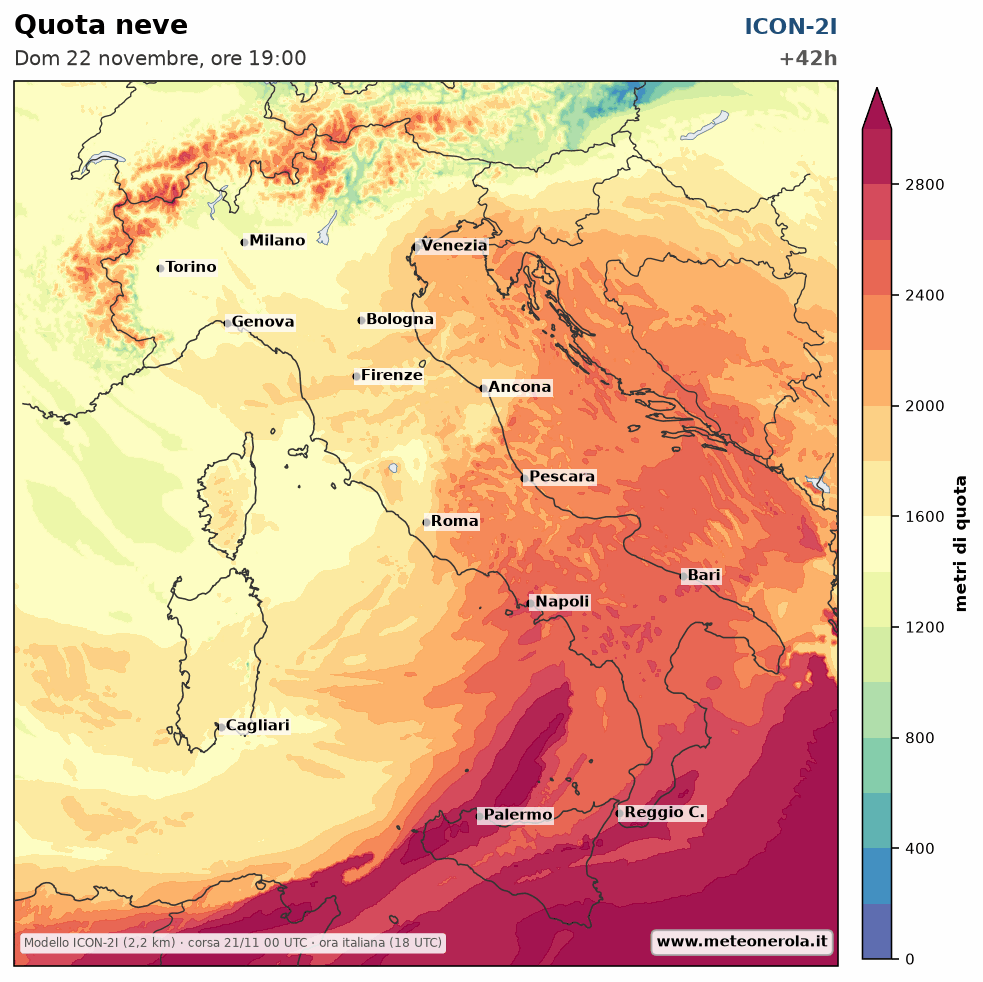 Quota neve
ICON-2I
Dom 22 novembre, ore 19:00
+42h
Milano
Venezia
Torino
Genova
Bologna
Firenze
Ancona
Pescara
Roma
Bari
Napoli
Cagliari
Palermo
Reggio C.
2800
2400
2000
1600
1200
800
400
0
metri di quota
Modello ICON-2I (2,2 km) · corsa 21/11 00 UTC · ora italiana (18 UTC)
www.meteonerola.it